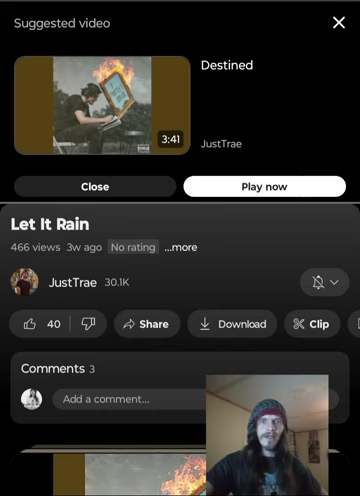 Suggested video
Destined
3:41
JustTrae
Close
Play now
Let It Rain
466 views 3w ago No rating ...more
JustTrae 30.1K
40
Share
Download
Clip
Comments 3
Add a comment...